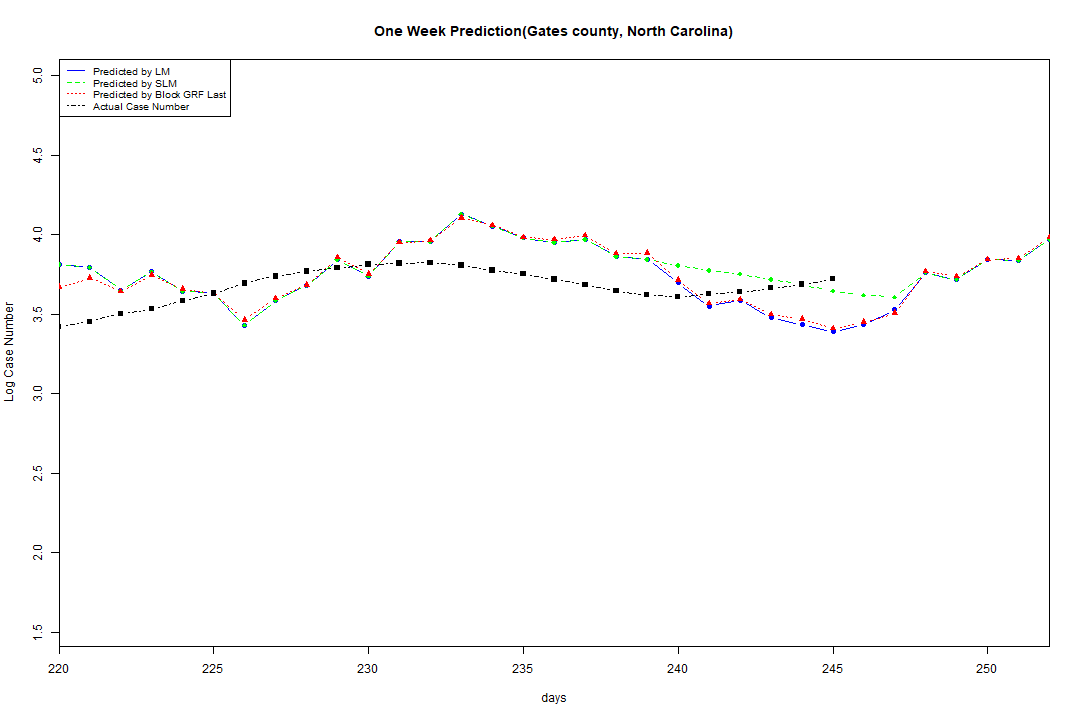 One Week Prediction(Gates county, North Carolina)
Predicted by LM
Predicted by SLM
Predicted by Block GRF Last
Actual Case Number
Log Case Number
5.0
4.5
4.0
3.5
3.0
2.5
2.0
1.5
220 225 230 235 240 245 250
days